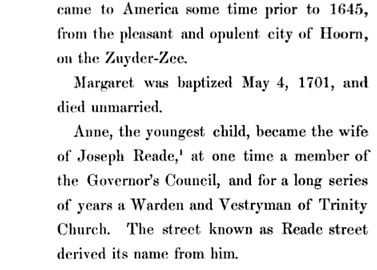 came to America some time prior to 1645,
from the pleasant and opulent city of Hoorn,
on the Zuyder-Zee.
Margaret was baptized May 4, 1701, and
died unmarried.
Anne, the youngest child, became the wife
of Joseph Reade,¹ at one time a member of
the Governor's Council, and for a long series
of years a Warden and Vestryman of Trinity
Church. The street known as Reade street
derived its name from him.